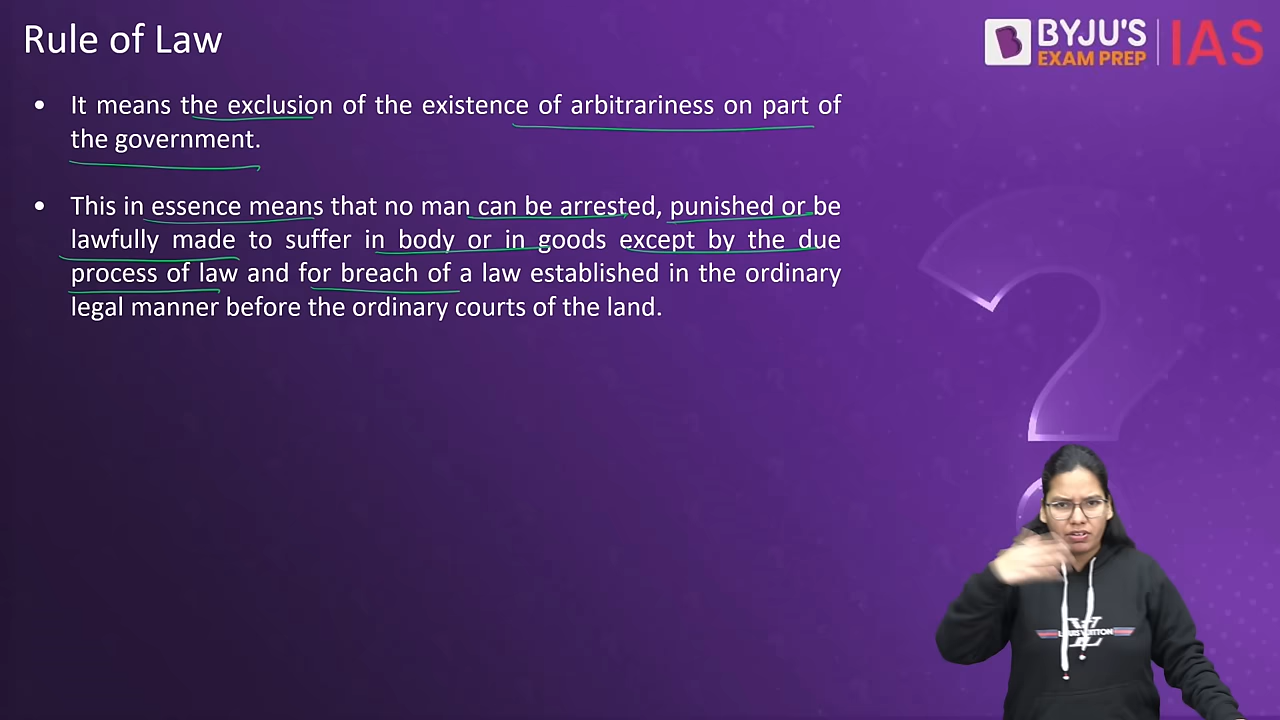 Rule of Law
BYJU'S
EXAM PREP
IAS
• It means the exclusion of the existence of arbitrariness on part of
the government.
• This in essence means that no man can be arrested, punished or be
lawfully made to suffer in body or in goods except by the due
process of law and for breach of a law established in the ordinary
legal manner before the ordinary courts of the land.